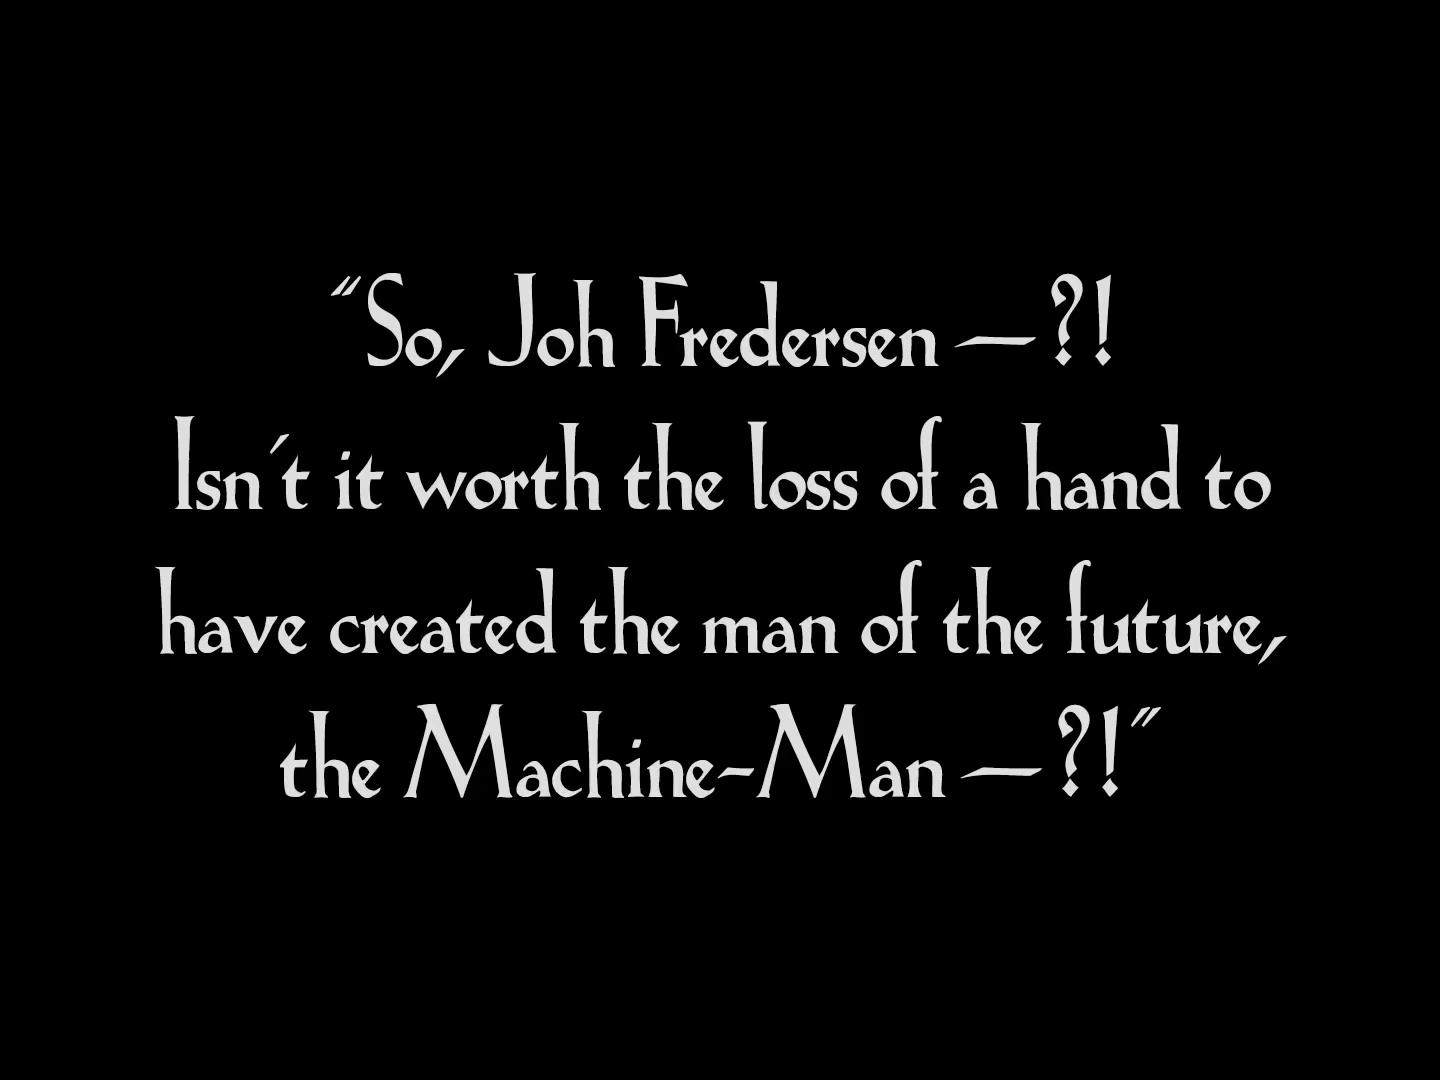 "So, Joh Fredersen —?!
Isn't it worth the loss of a hand to
have created the man of the future,
the Machine-Man —?!"